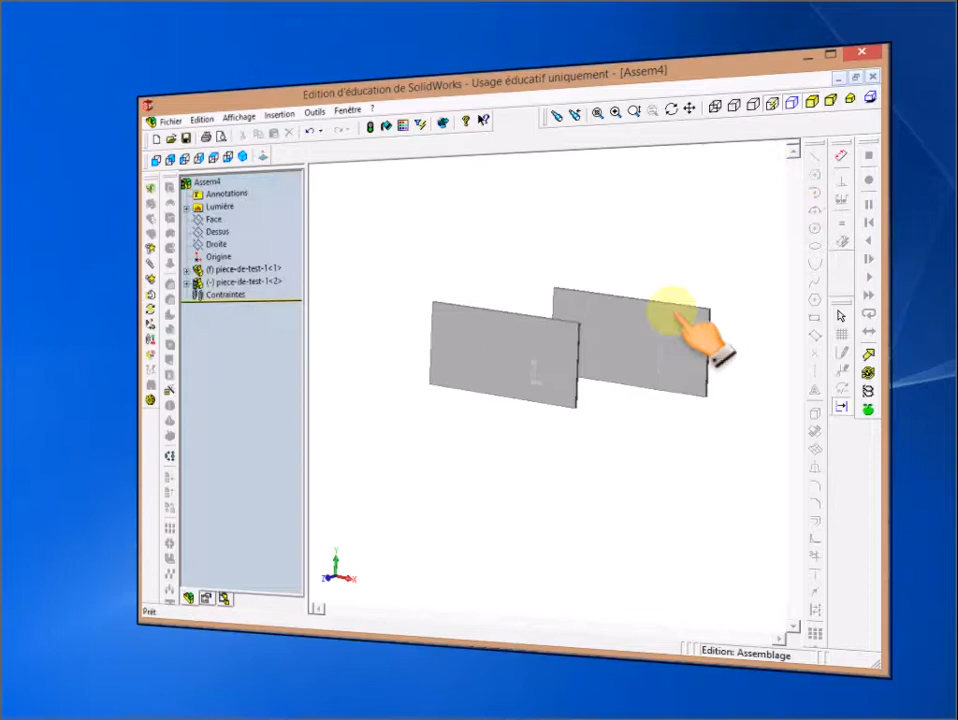 Edition d'éducation de SolidWorks - Usage éducatif uniquement - [Assem4]
Fichier Edition Affichage Insertion Outils Fenêtre ?
Assem4
Annotations
Lumière
Face
Dessus
Droite
Origine
(f) piece-de-test-1<1>
(-) piece-de-test-1<2>
Contraintes
Y
Z
X
Prêt
Edition: Assemblage